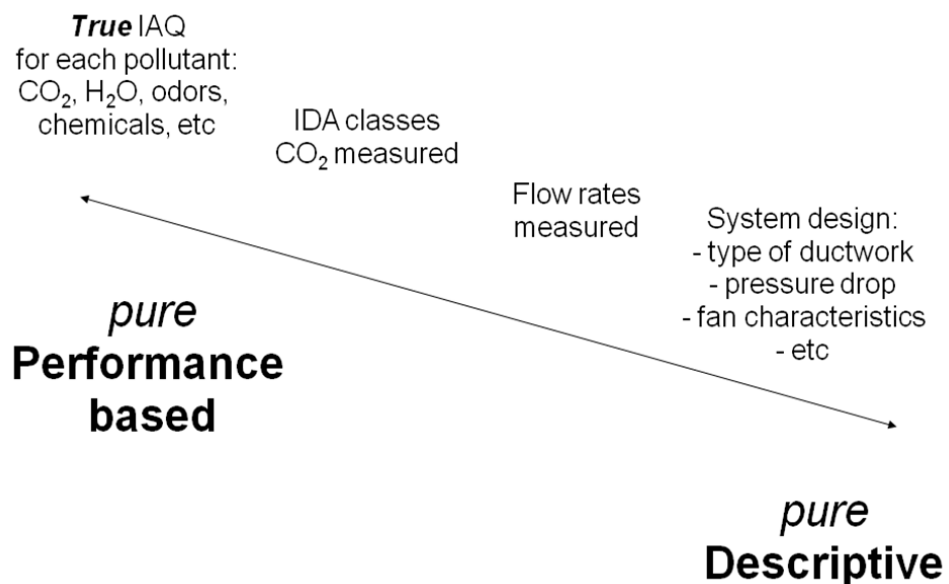 True IAQ
for each pollutant:
CO₂, H₂O, odors,
chemicals, etc
IDA classes
CO₂ measured
Flow rates
measured
System design:
- type of ductwork
- pressure drop
- fan characteristics
- etc
pure
Performance
based
pure
Descriptive